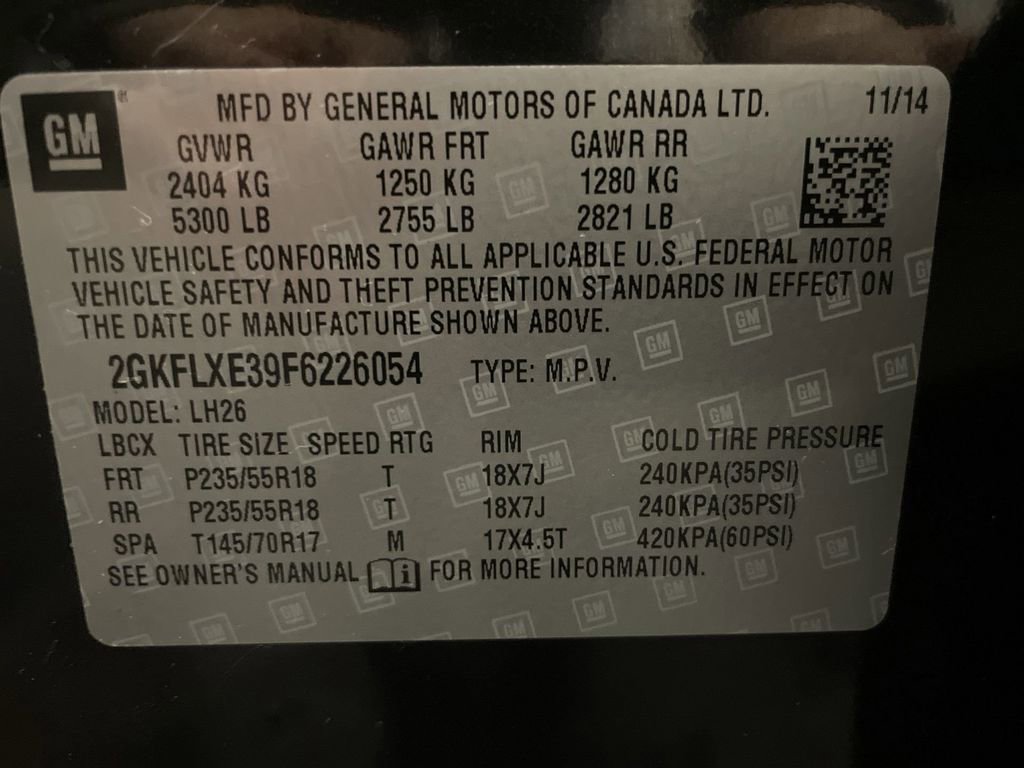 GM
MFD BY GENERAL MOTORS OF CANADA LTD. 11/14
GVWR GAWR FRT GAWR RR
2404 KG 1250 KG 1280 KG
5300 LB 2755 LB 2821 LB
THIS VEHICLE CONFORMS TO ALL APPLICABLE U.S. FEDERAL MOTOR
VEHICLE SAFETY AND THEFT PREVENTION STANDARDS IN EFFECT ON
THE DATE OF MANUFACTURE SHOWN ABOVE.
2GKFLXE39F6226054 TYPE: M.P.V.
MODEL: LH26
LBCX TIRE SIZE SPEED RTG RIM COLD TIRE PRESSURE
FRT P235/55R18 T 18X7J 240KPA(35PSI)
RR P235/55R18 T 18X7J 240KPA(35PSI)
SPA T145/70R17 M 17X4.5T 420KPA(60PSI)
SEE OWNER'S MANUAL i FOR MORE INFORMATION.